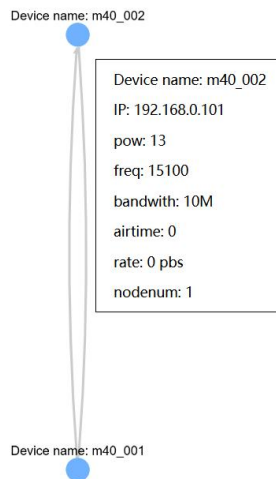 Device name: m40_002
Device name: m40_002
IP: 192.168.0.101
pow: 13
freq: 15100
bandwith: 10M
airtime: 0
rate: 0 pbs
nodenum: 1
Device name: m40_001